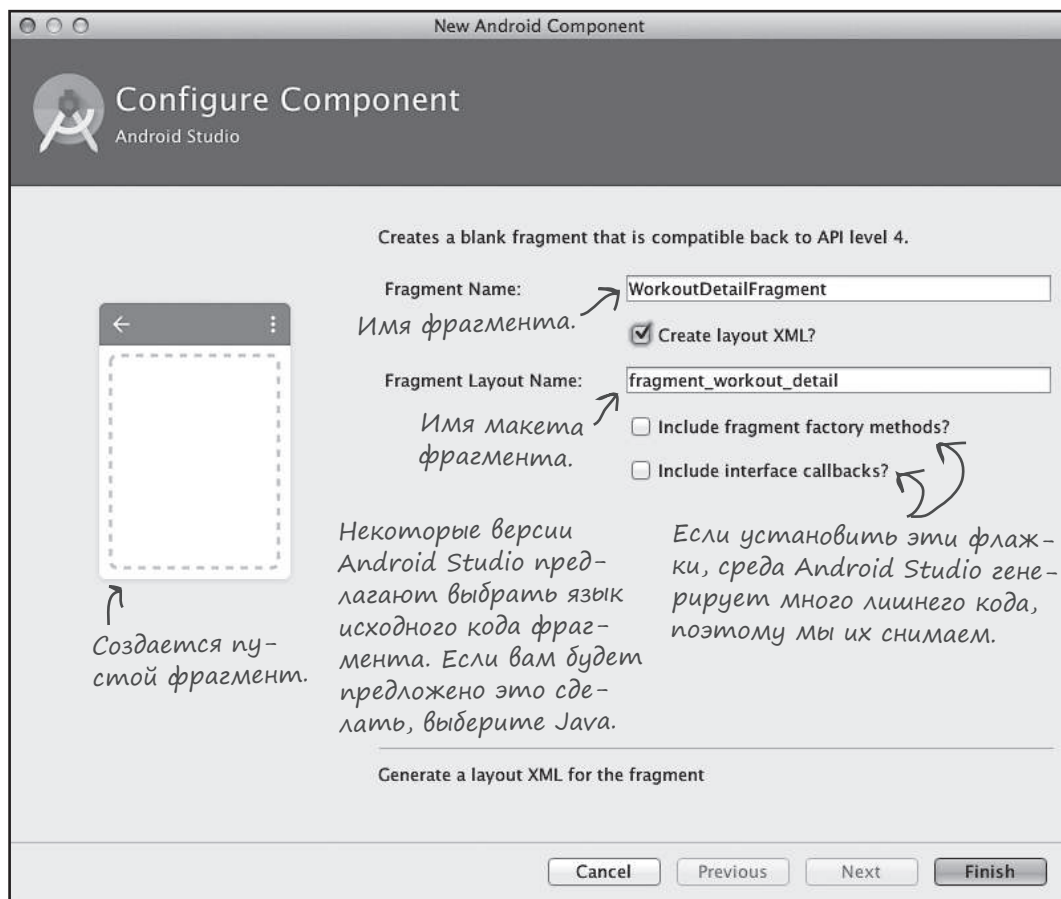 New Android Component
Configure Component
Android Studio
Creates a blank fragment that is compatible back to API level 4.
Fragment Name:
WorkoutDetailFragment
Имя фрагмента.
Create layout XML?
Fragment Layout Name:
fragment_workout_detail
Имя макета
фрагмента.
Include fragment factory methods?
Include interface callbacks?
Создается пу-
стой фрагмент.
Некоторые версии
Android Studio пред-
лагают выбрать язык
исходного кода фраг-
мента. Если вам будет
предложено это сде-
лать, выберите Java.
Если установить эти флаж-
ки, среда Android Studio гене-
рирует много лишнего кода,
поэтому мы их снимаем.
Generate a layout XML for the fragment
Cancel
Previous
Next
Finish